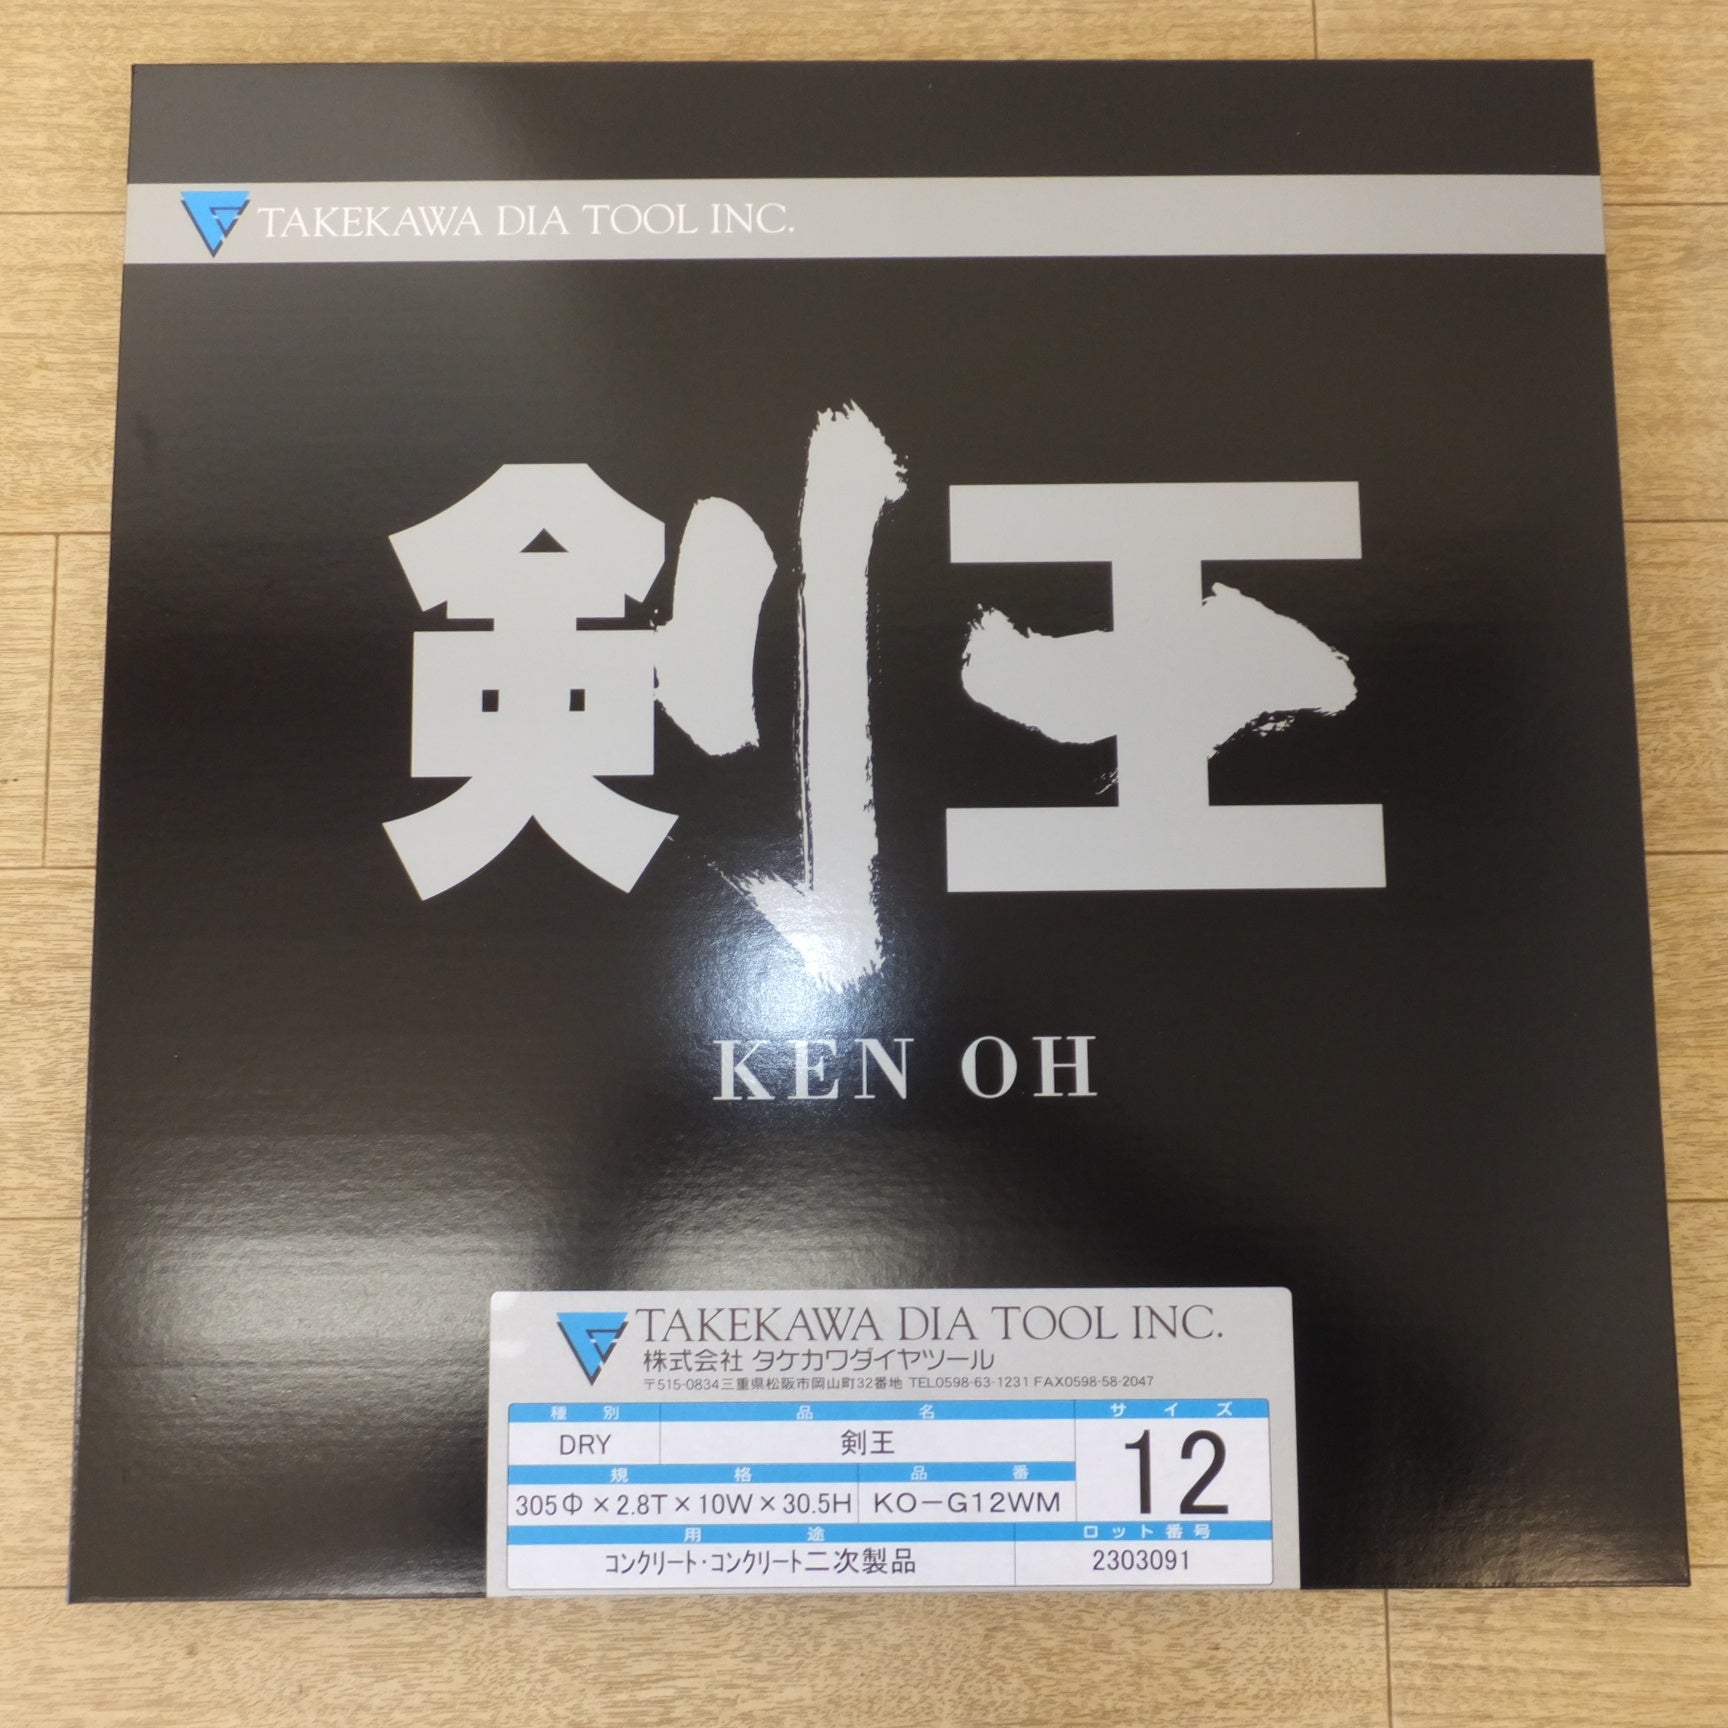 TAKEKAWA DIA TOOL INC.
剣王
KEN OH
TAKEKAWA DIA TOOL INC.
株式会社 タケカワダイヤツール
〒515-0834三重県松阪市岡山町32番地 TEL0598-63-1231 FAX0598-58-2047
種別 品名 サイズ
DRY 剣王 12
規格 品番
305Φ×2.8T×10W×30.5H KO-G12WM
用途 ロット番号
コンクリート・コンクリート二次製品 2303091